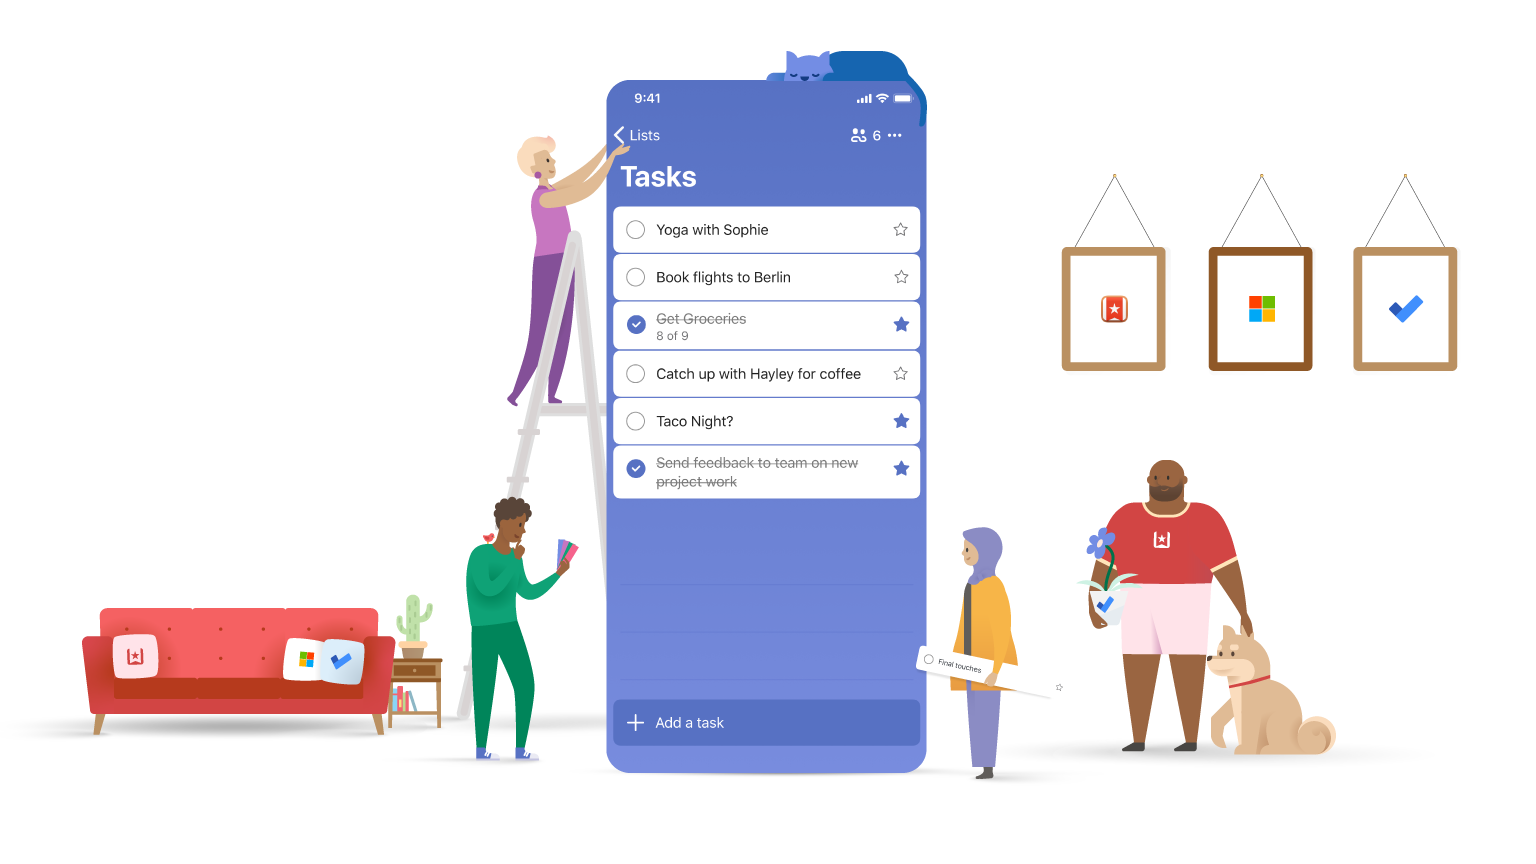 9:41
Lists
6
Tasks
Yoga with Sophie
Book flights to Berlin
Get Groceries
8 of 9
Catch up with Hayley for coffee
Taco Night?
Send feedback to team on new
project work
Final touches
Add a task